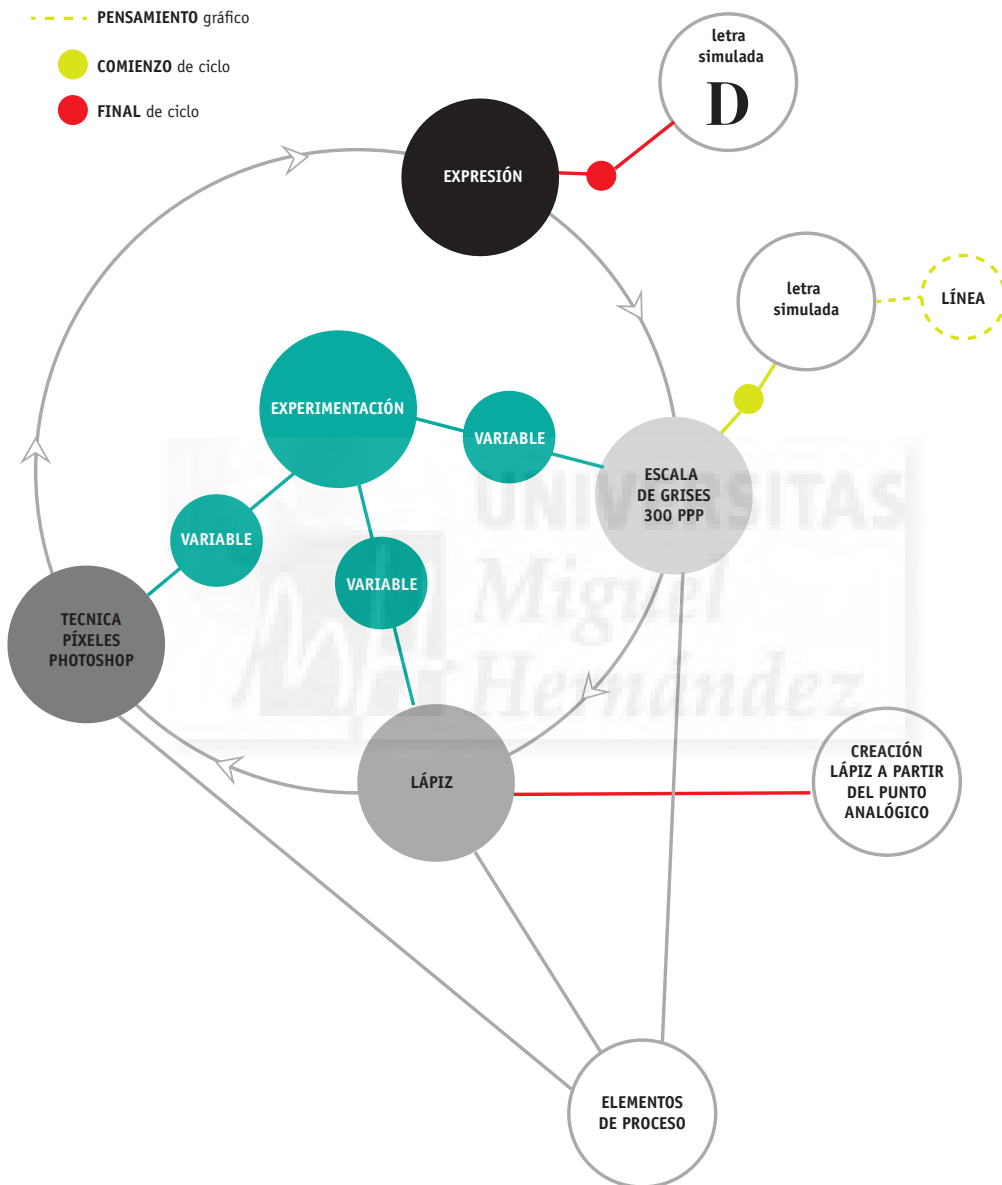 PENSAMIENTO gráfico
COMIENZO de ciclo
FINAL de ciclo
letra
simulada
D
EXPRESIÓN
letra
simulada
LÍNEA
EXPERIMENTACIÓN
VARIABLE
ESCALA
DE GRISES
300 PPP
UNIVERSITAS
Miguel
Hernández
VARIABLE
VARIABLE
TECNICA
PÍXELES
PHOTOSHOP
LÁPIZ
CREACIÓN
LÁPIZ A PARTIR
DEL PUNTO
ANALÓGICO
ELEMENTOS
DE PROCESO